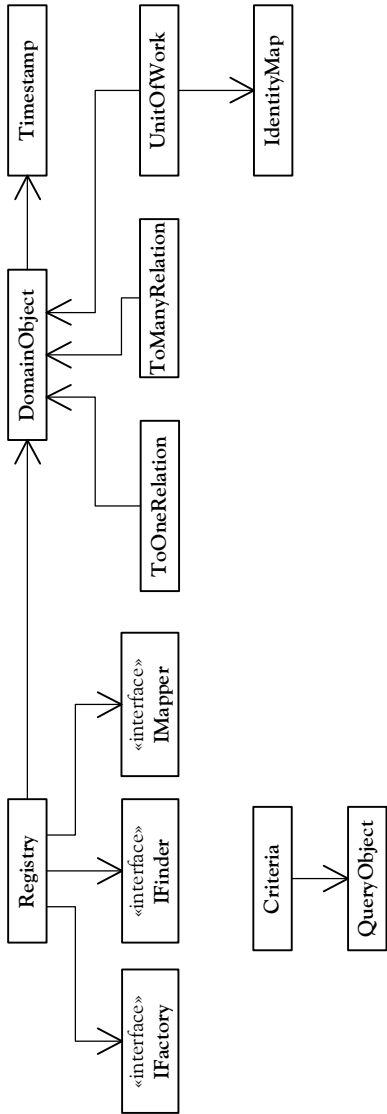 Registry
DomainObject
Timestamp
«interface»
IFactory
«interface»
IFinder
«interface»
IMapper
ToOneRelation
ToManyRelation
UnitOfWork
Criteria
IdentityMap
QueryObject